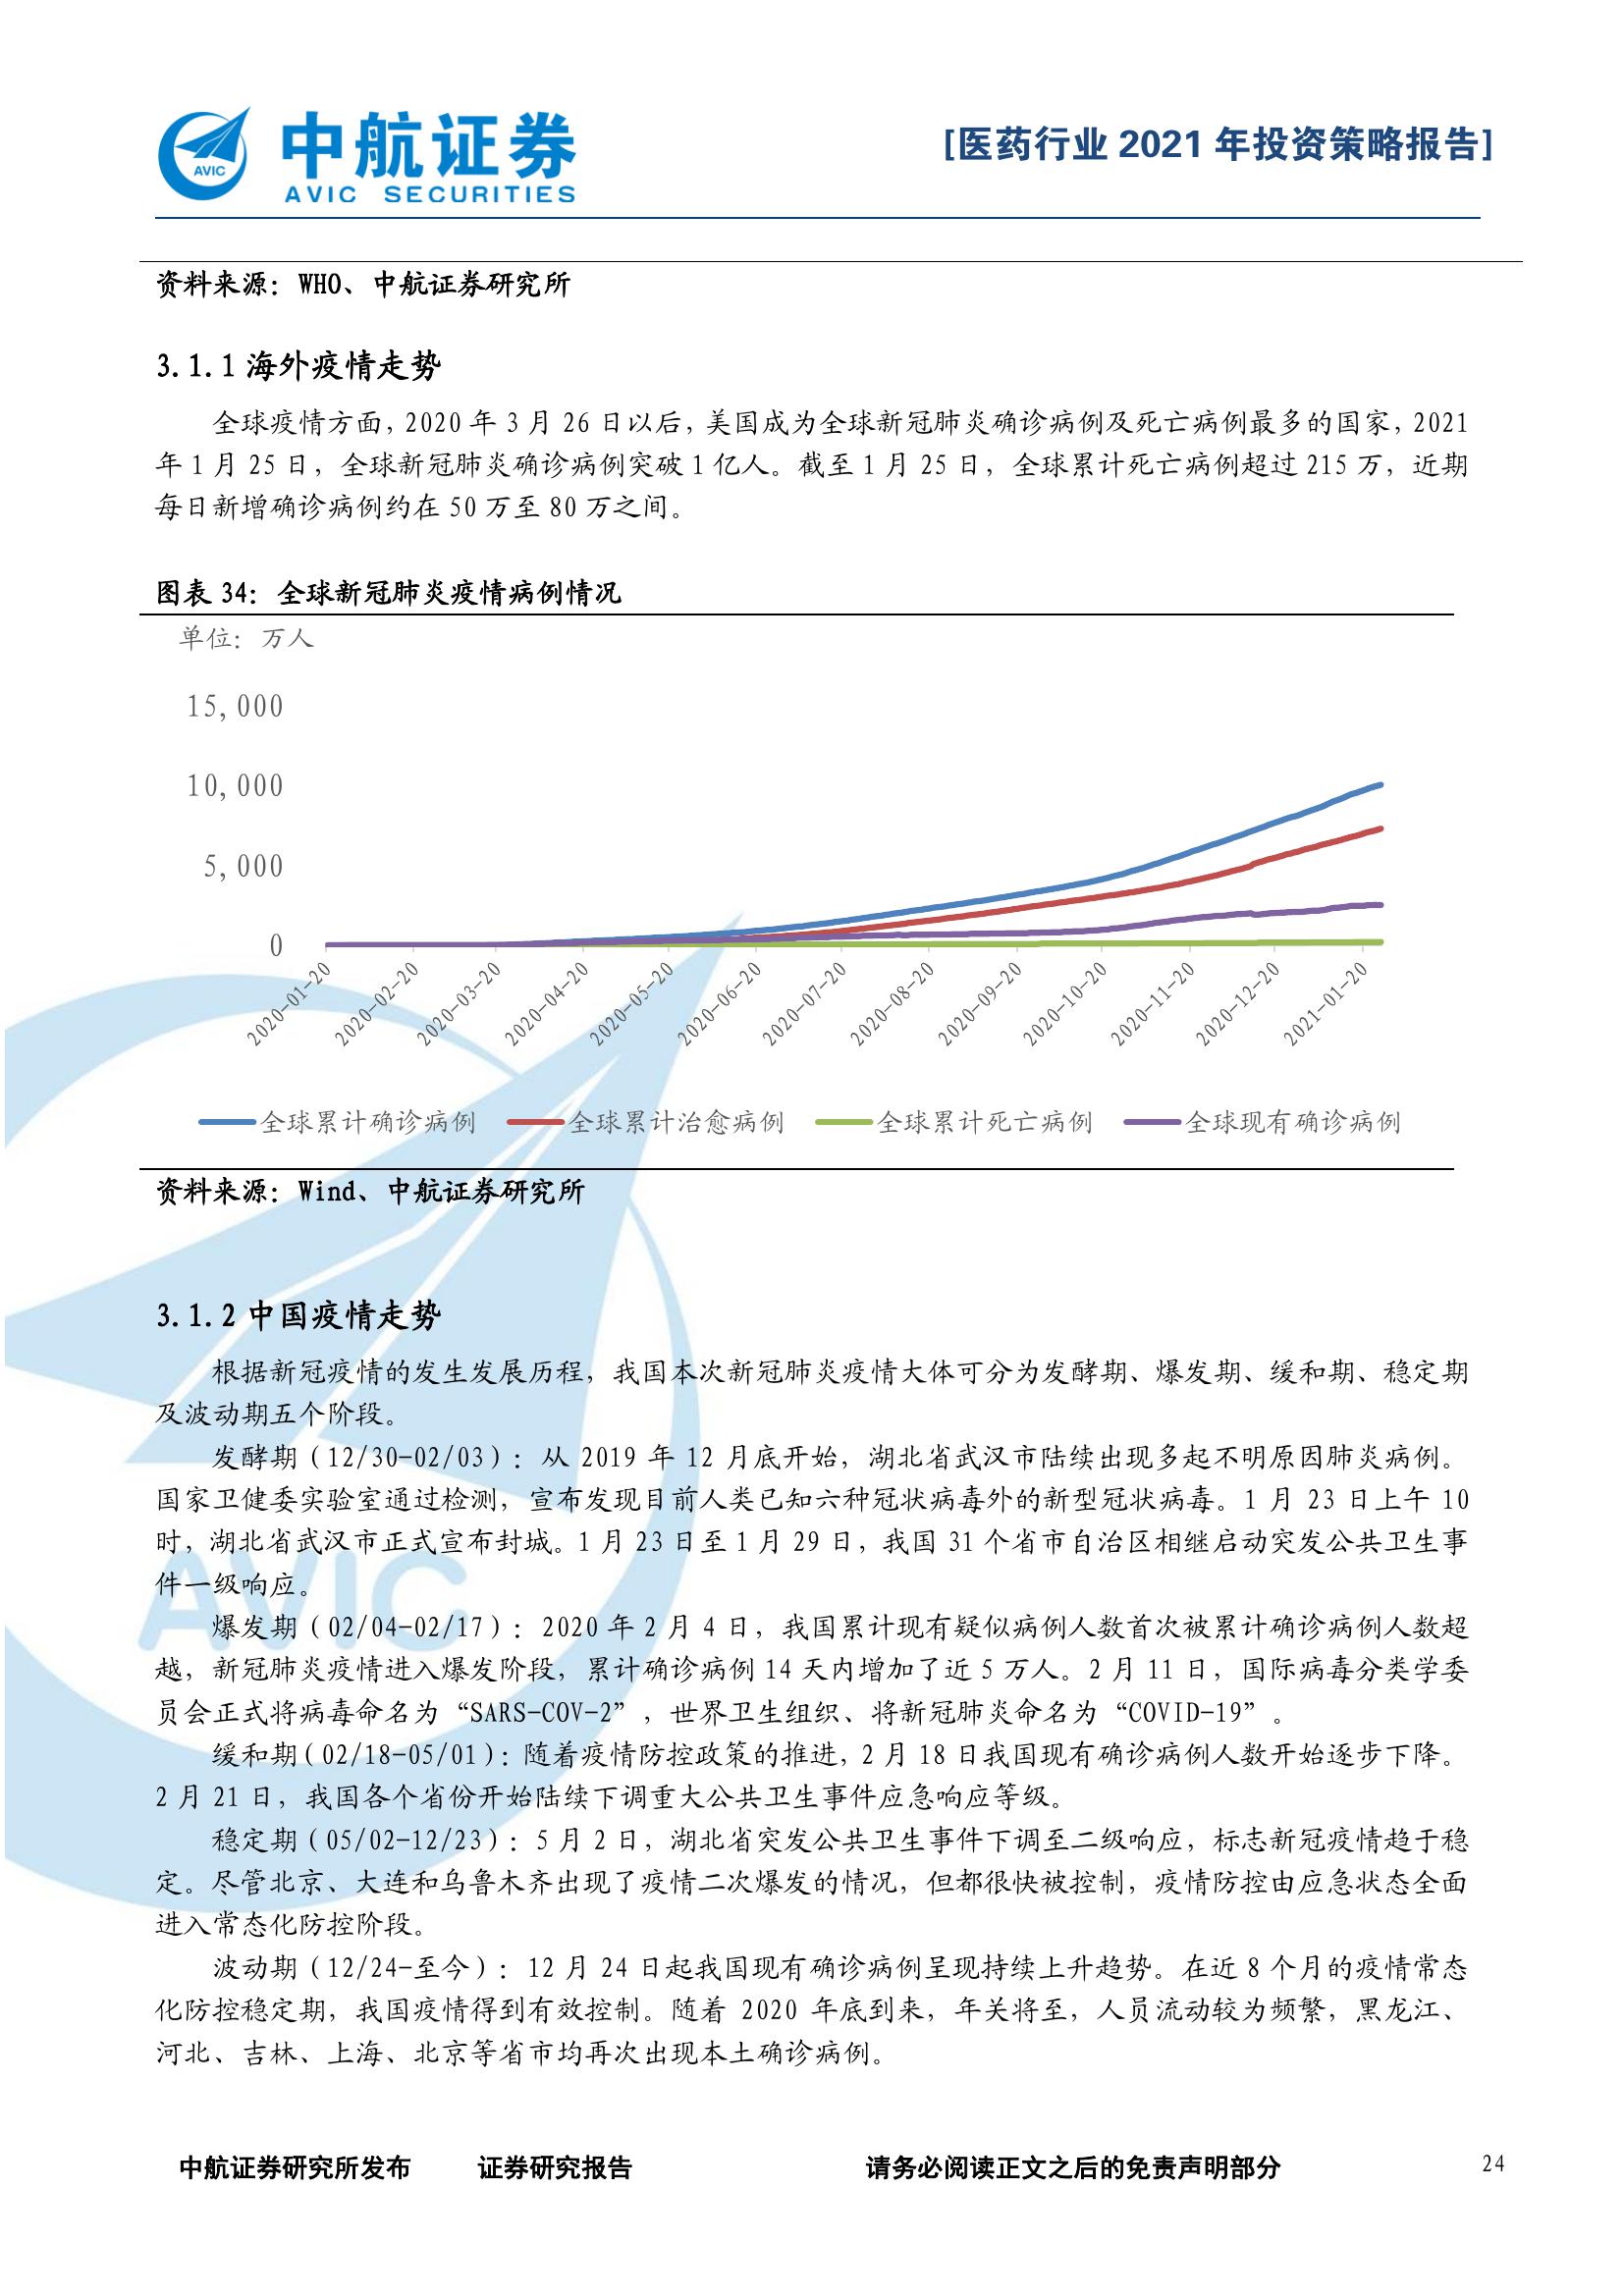 AVIC
中航证券
AVIC SECURITIES
[医药行业 2021 年投资策略报告]
资料来源：WHO、中航证券研究所
3.1.1 海外疫情走势
全球疫情方面，2020 年 3 月 26 日以后，美国成为全球新冠肺炎确诊病例及死亡病例最多的国家，2021
年 1 月 25 日，全球新冠肺炎确诊病例突破 1 亿人。截至 1 月 25 日，全球累计死亡病例超过 215 万，近期
每日新增确诊病例约在 50 万至 80 万之间。
图表 34：全球新冠肺炎疫情病例情况
单位：万人
15,000
10,000
5,000
0
2020-01-20
2020-02-20
2020-03-20
2020-04-20
2020-05-20
2020-06-20
2020-07-20
2020-08-20
2020-09-20
2020-10-20
2020-11-20
2020-12-20
2021-01-20
全球累计确诊病例
全球累计治愈病例
全球累计死亡病例
全球现有确诊病例
资料来源：Wind、中航证券研究所
3.1.2 中国疫情走势
根据新冠疫情的发生发展历程，我国本次新冠肺炎疫情大体可分为发酵期、爆发期、缓和期、稳定期
及波动期五个阶段。
发酵期（12/30-02/03）：从 2019 年 12 月底开始，湖北省武汉市陆续出现多起不明原因肺炎病例。
国家卫健委实验室通过检测，宣布发现目前人类已知六种冠状病毒外的新型冠状病毒。1 月 23 日上午 10
时，湖北省武汉市正式宣布封城。1 月 23 日至 1 月 29 日，我国 31 个省市自治区相继启动突发公共卫生事
件一级响应。
爆发期（02/04-02/17）：2020 年 2 月 4 日，我国累计现有疑似病例人数首次被累计确诊病例人数超
越，新冠肺炎疫情进入爆发阶段，累计确诊病例 14 天内增加了近 5 万人。2 月 11 日，国际病毒分类学委
员会正式将病毒命名为“SARS-COV-2”，世界卫生组织、将新冠肺炎命名为“COVID-19”。
缓和期（02/18-05/01）：随着疫情防控政策的推进，2 月 18 日我国现有确诊病例人数开始逐步下降。
2 月 21 日，我国各个省份开始陆续下调重大公共卫生事件应急响应等级。
稳定期（05/02-12/23）：5 月 2 日，湖北省突发公共卫生事件下调至二级响应，标志新冠疫情趋于稳
定。尽管北京、大连和乌鲁木齐出现了疫情二次爆发的情况，但都很快被控制，疫情防控由应急状态全面
进入常态化防控阶段。
波动期（12/24-至今）：12 月 24 日起我国现有确诊病例呈现持续上升趋势。在近 8 个月的疫情常态
化防控稳定期，我国疫情得到有效控制。随着 2020 年底到来，年关将至，人员流动较为频繁，黑龙江、
河北、吉林、上海、北京等省市均再次出现本土确诊病例。
AVIC
中航证券研究所发布 证券研究报告 请务必阅读正文之后的免责声明部分 24